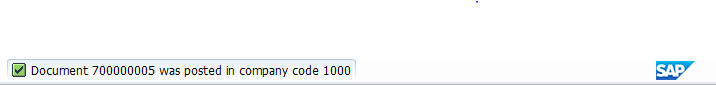 Document 700000005 was posted in company code 1000
SAP